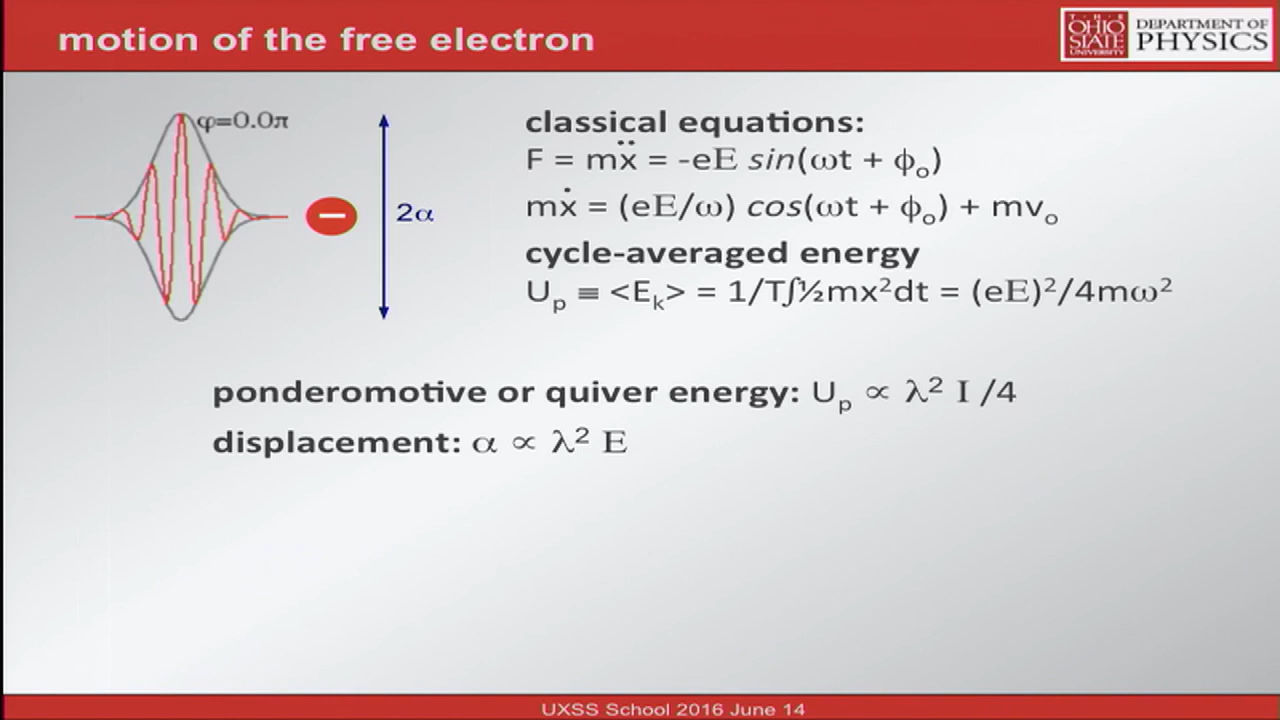 motion of the free electron
THE
OHIO
STATE
UNIVERSITY
DEPARTMENT OF
PHYSICS
φ=0.0π
2α
classical equations:
F = mẍ = -eE sin(ωt + ϕₒ)
mẋ = (eE/ω) cos(ωt + ϕₒ) + mvₒ
cycle-averaged energy
Uₚ ≡ <Eₖ> = 1/T∫½mx²dt = (eE)²/4mω²
ponderomotive or quiver energy: Uₚ ∝ λ² I /4
displacement: α ∝ λ² E
UXSS School 2016 June 14